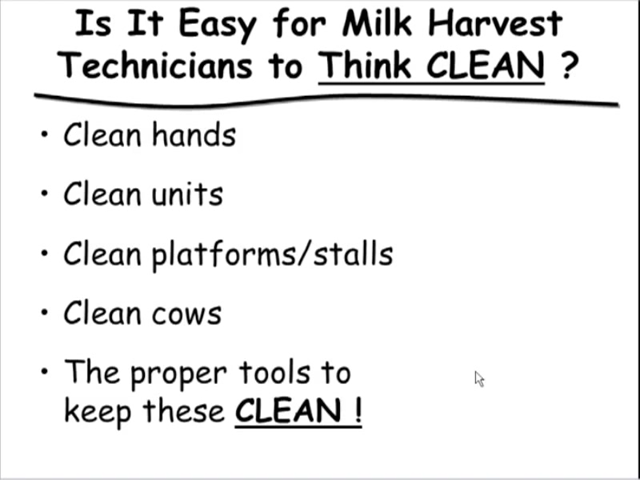 Is It Easy for Milk Harvest
Technicians to Think CLEAN ?
• Clean hands
• Clean units
• Clean platforms/stalls
• Clean cows
• The proper tools to
keep these CLEAN !